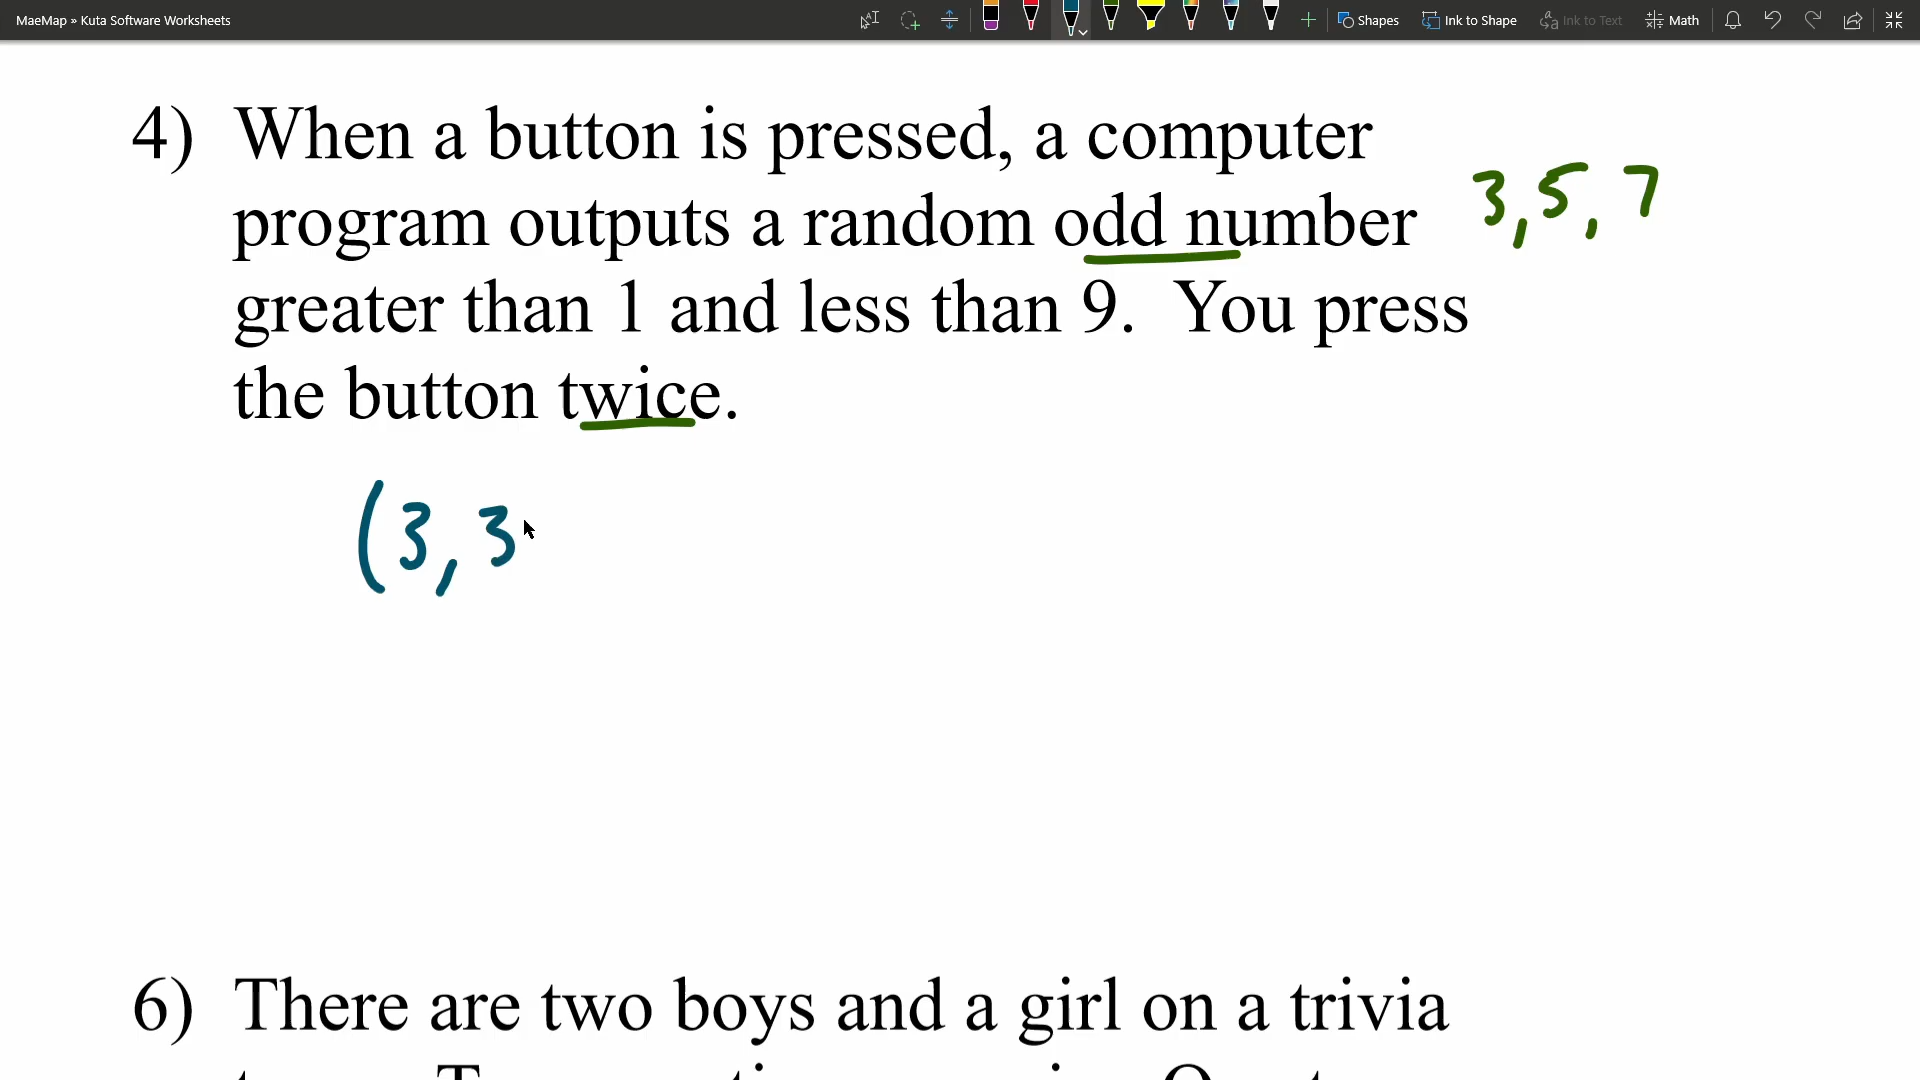 MaeMap » Kuta Software Worksheets
Shapes Ink to Shape Ink to Text Math
4) When a button is pressed, a computer
program outputs a random odd number 3,5,7
greater than 1 and less than 9. You press
the button twice.
(3,3
6) There are two boys and a girl on a trivia